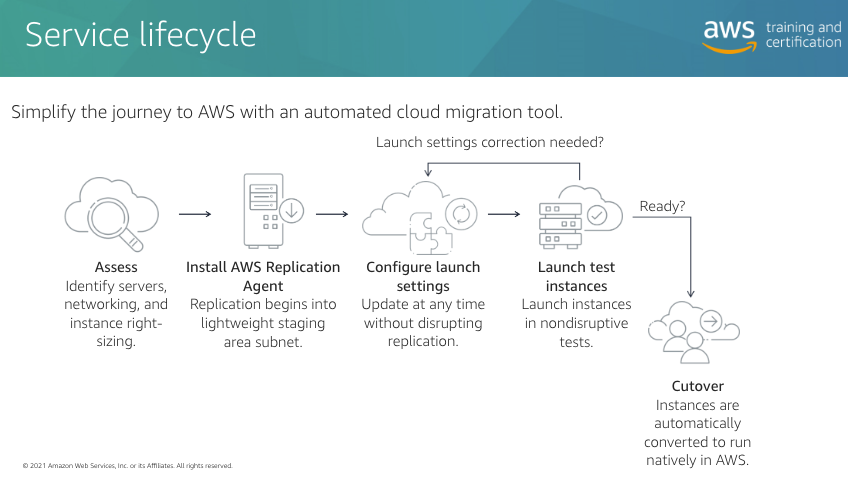 Service lifecycle
aws training and
certification
Simplify the journey to AWS with an automated cloud migration tool.
Launch settings correction needed?
Ready?
Assess
Identify servers,
networking, and
instance right-
sizing.
Install AWS Replication
Agent
Replication begins into
lightweight staging
area subnet.
Configure launch
settings
Update at any time
without disrupting
replication.
Launch test
instances
Launch instances
in nondisruptive
tests.
Cutover
Instances are
automatically
converted to run
natively in AWS.
© 2021 Amazon Web Services, Inc. or its Affiliates. All rights reserved.